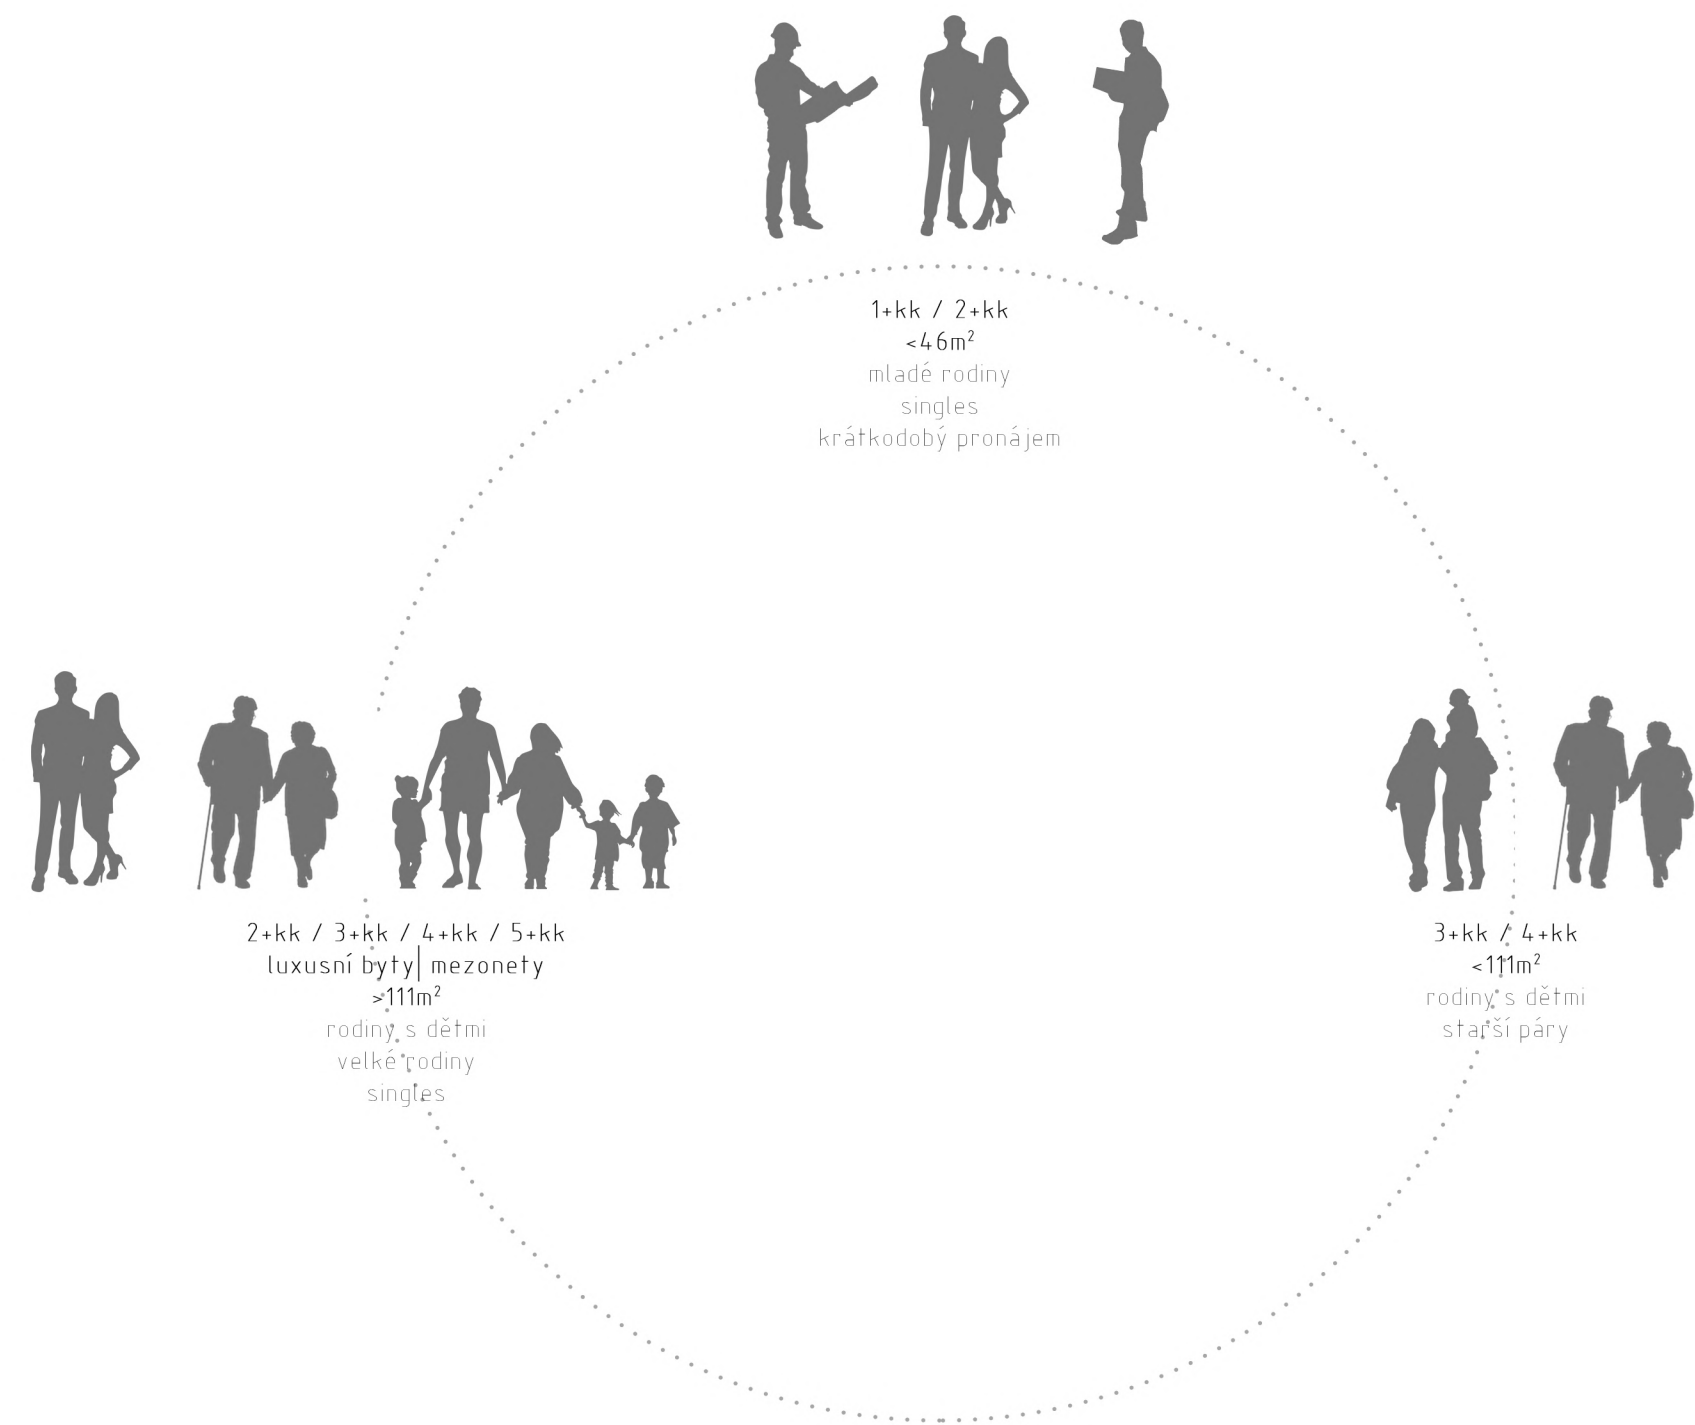 1+kk / 2+kk
<46m²
mladé rodiny
singles
krátkodobý pronájem
2+kk / 3+kk / 4+kk / 5+kk
luxusní byty| mezonety
>111m²
rodiny s dětmi
velké rodiny
singles
3+kk / 4+kk
<111m²
rodiny s dětmi
starší páry